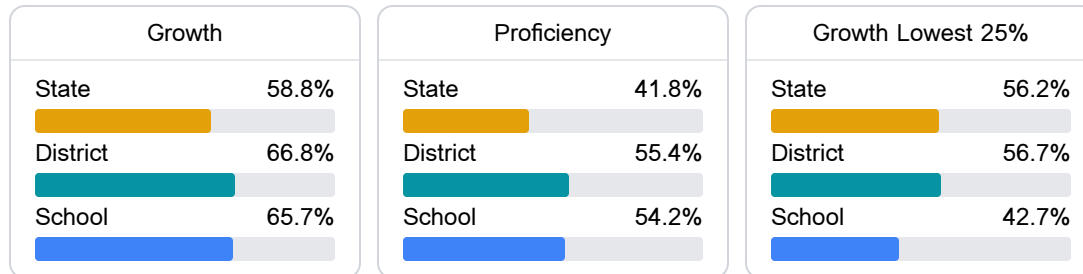 Growth
State 58.8%
District 66.8%
School 65.7%
Proficiency
State 41.8%
District 55.4%
School 54.2%
Growth Lowest 25%
State 56.2%
District 56.7%
School 42.7%